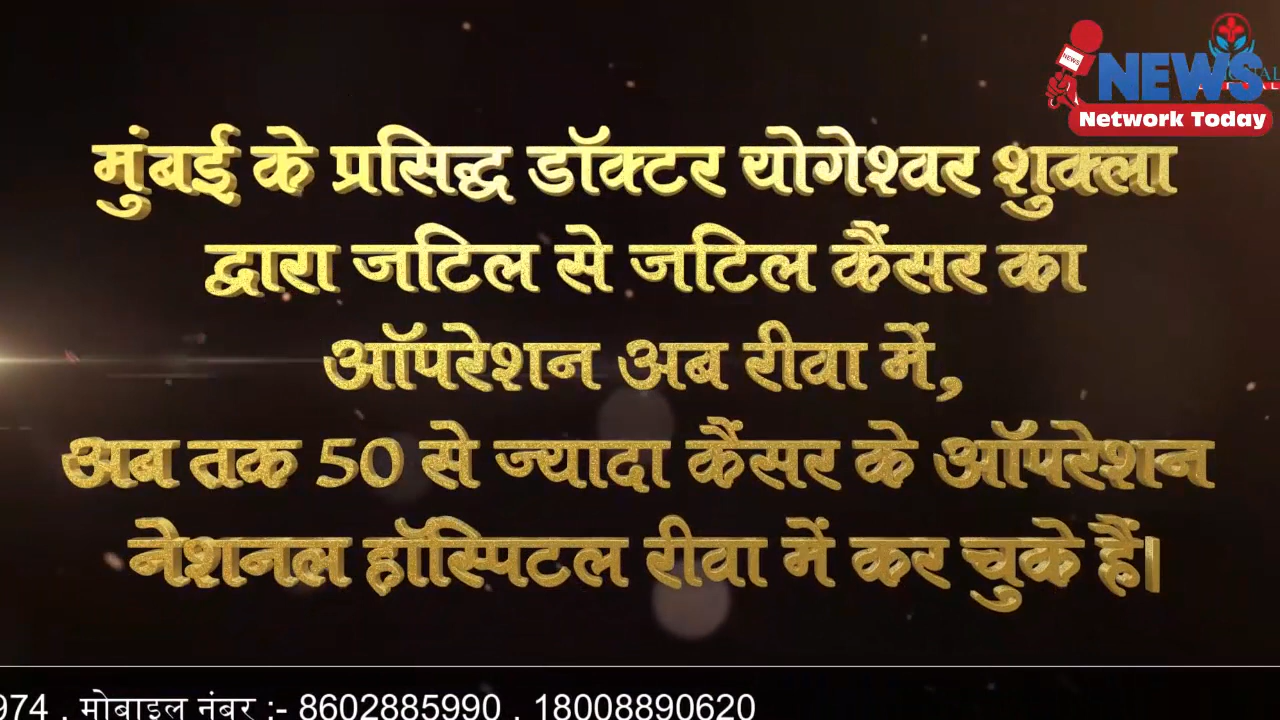 NEWS
NEWS
Network Today
मुंबई के प्रसिद्ध डॉक्टर योगेश्वर शुक्ला
द्वारा जटिल से जटिल कैंसर का
ऑपरेशन अब रीवा में,
अब तक 50 से ज्यादा कैंसर के ऑपरेशन
नेशनल हॉस्पिटल रीवा में कर चुके हैं।
974 , मोबाइल नंबर :- 8602885990 , 18008890620